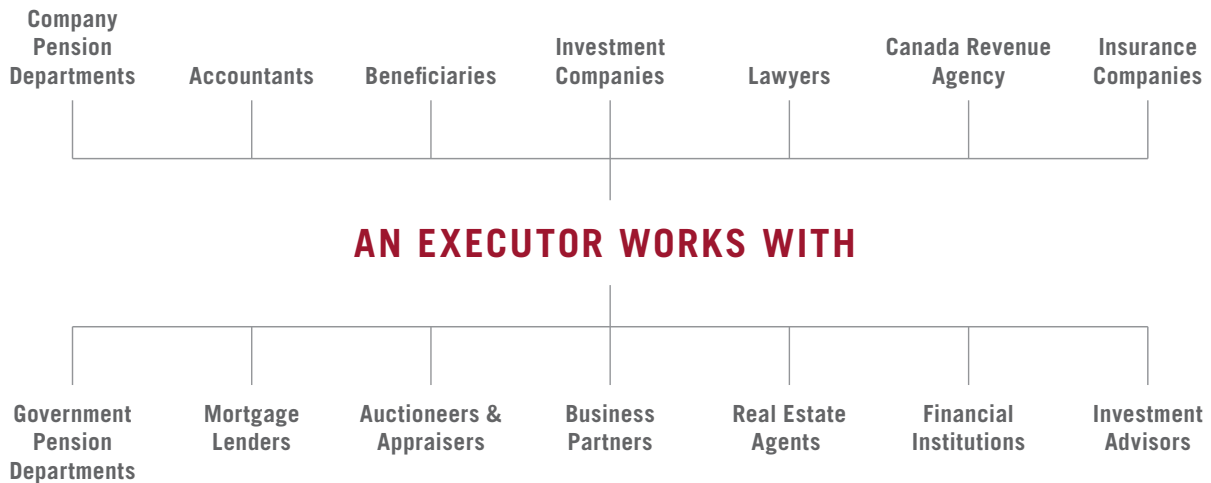 Company
Pension
Departments
Accountants
Beneficiaries
Investment
Companies
Lawyers
Canada Revenue
Agency
Insurance
Companies
AN EXECUTOR WORKS WITH
Government
Pension
Departments
Mortgage
Lenders
Auctioneers &
Appraisers
Business
Partners
Real Estate
Agents
Financial
Institutions
Investment
Advisors